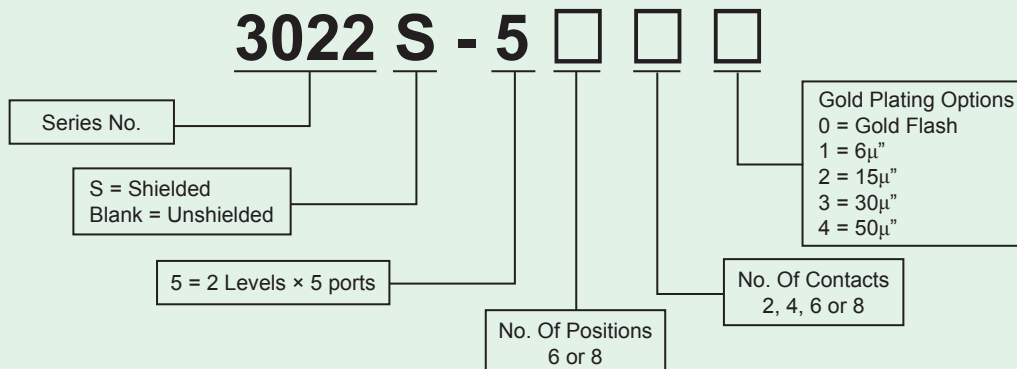 3022 S - 5 □ □ □
Series No.
S = Shielded
Blank = Unshielded
5 = 2 Levels × 5 ports
No. Of Positions
6 or 8
No. Of Contacts
2, 4, 6 or 8
Gold Plating Options
0 = Gold Flash
1 = 6µ”
2 = 15µ”
3 = 30µ”
4 = 50µ”